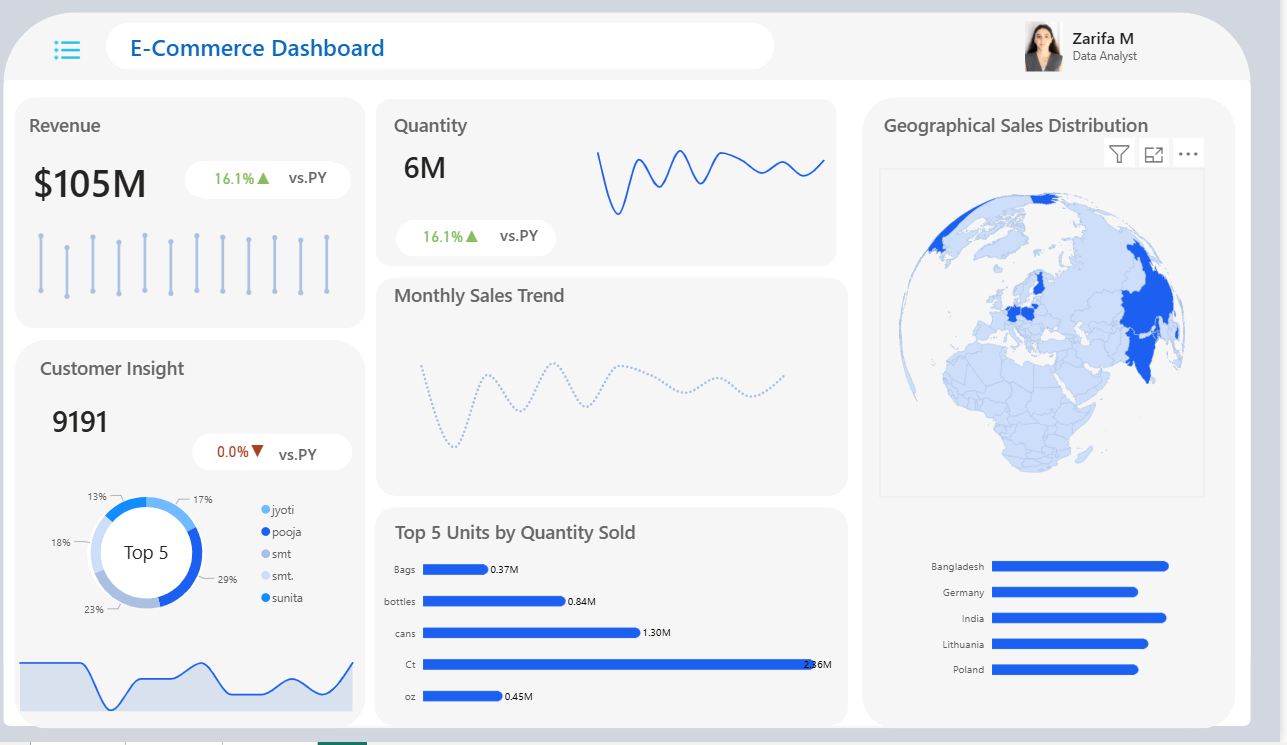 E-Commerce Dashboard
Zarifa M
Data Analyst
Revenue
$105M
16.1%▲ vs.PY
Quantity
6M
16.1%▲ vs.PY
Monthly Sales Trend
Geographical Sales Distribution
Customer Insight
9191
0.0%▼ vs.PY
13%
17%
18%
29%
23%
Top 5
jyoti
pooja
smt
smt.
sunita
Top 5 Units by Quantity Sold
Bags 0.37M
bottles 0.84M
cans 1.30M
Ct 2.36M
oz 0.45M
Bangladesh
Germany
India
Lithuania
Poland